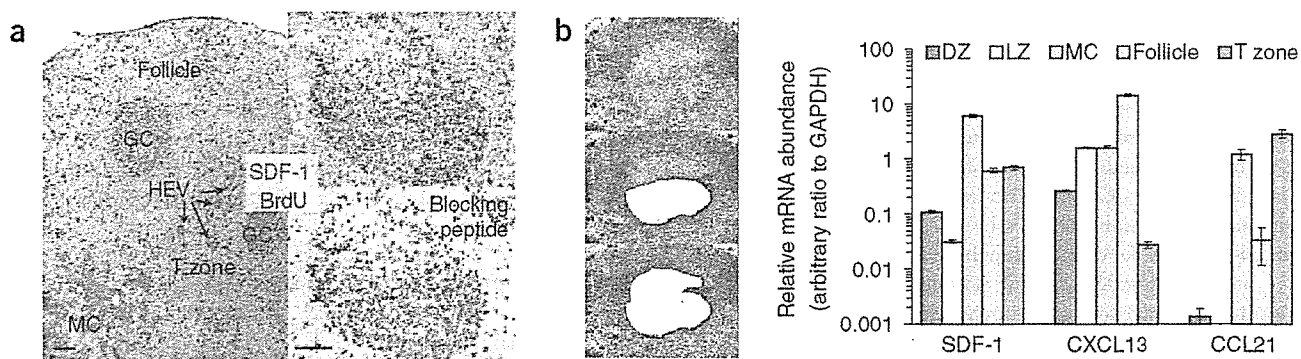 a
Follicle
GC
HEV
SDF-1
BrdU
GC
T zone
MC
Blocking
peptide
b
Relative mRNA abundance
(arbitrary ratio to GAPDH)
100
10
1
0.1
0.01
0.001
DZ LZ MC Follicle T zone
SDF-1 CXCL13 CCL21